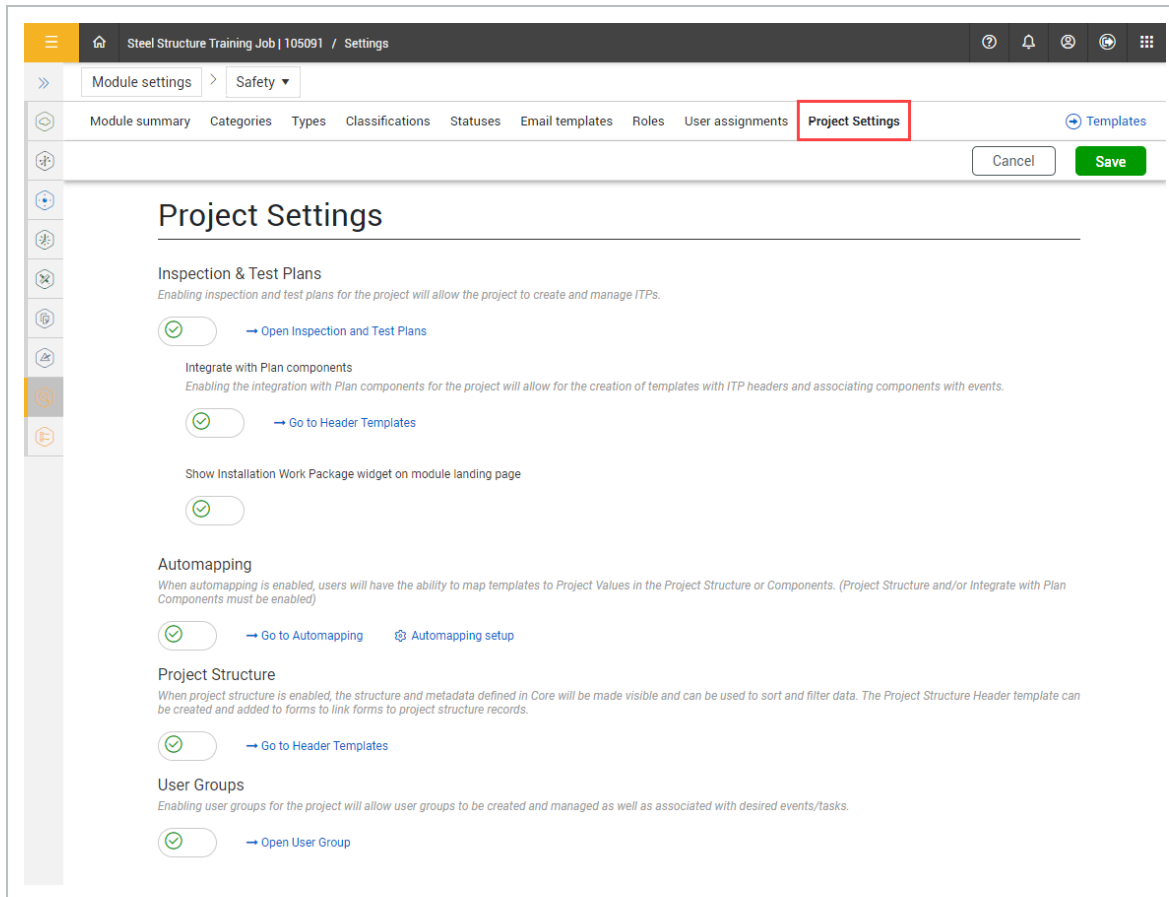 Steel Structure Training Job | 105091 / Settings
Module settings > Safety
Module summary Categories Types Classifications Statuses Email templates Roles User assignments Project Settings Templates
Cancel Save
Project Settings
Inspection & Test Plans
Enabling inspection and test plans for the project will allow the project to create and manage ITPs.
Open Inspection and Test Plans
Integrate with Plan components
Enabling the integration with Plan components for the project will allow for the creation of templates with ITP headers and associating components with events.
Go to Header Templates
Show Installation Work Package widget on module landing page
Automapping
When automapping is enabled, users will have the ability to map templates to Project Values in the Project Structure or Components. (Project Structure and/or Integrate with Plan
Components must be enabled)
Go to Automapping Automapping setup
Project Structure
When project structure is enabled, the structure and metadata defined in Core will be made visible and can be used to sort and filter data. The Project Structure Header template can
be created and added to forms to link forms to project structure records.
Go to Header Templates
User Groups
Enabling user groups for the project will allow user groups to be created and managed as well as associated with desired events/tasks.
Open User Group